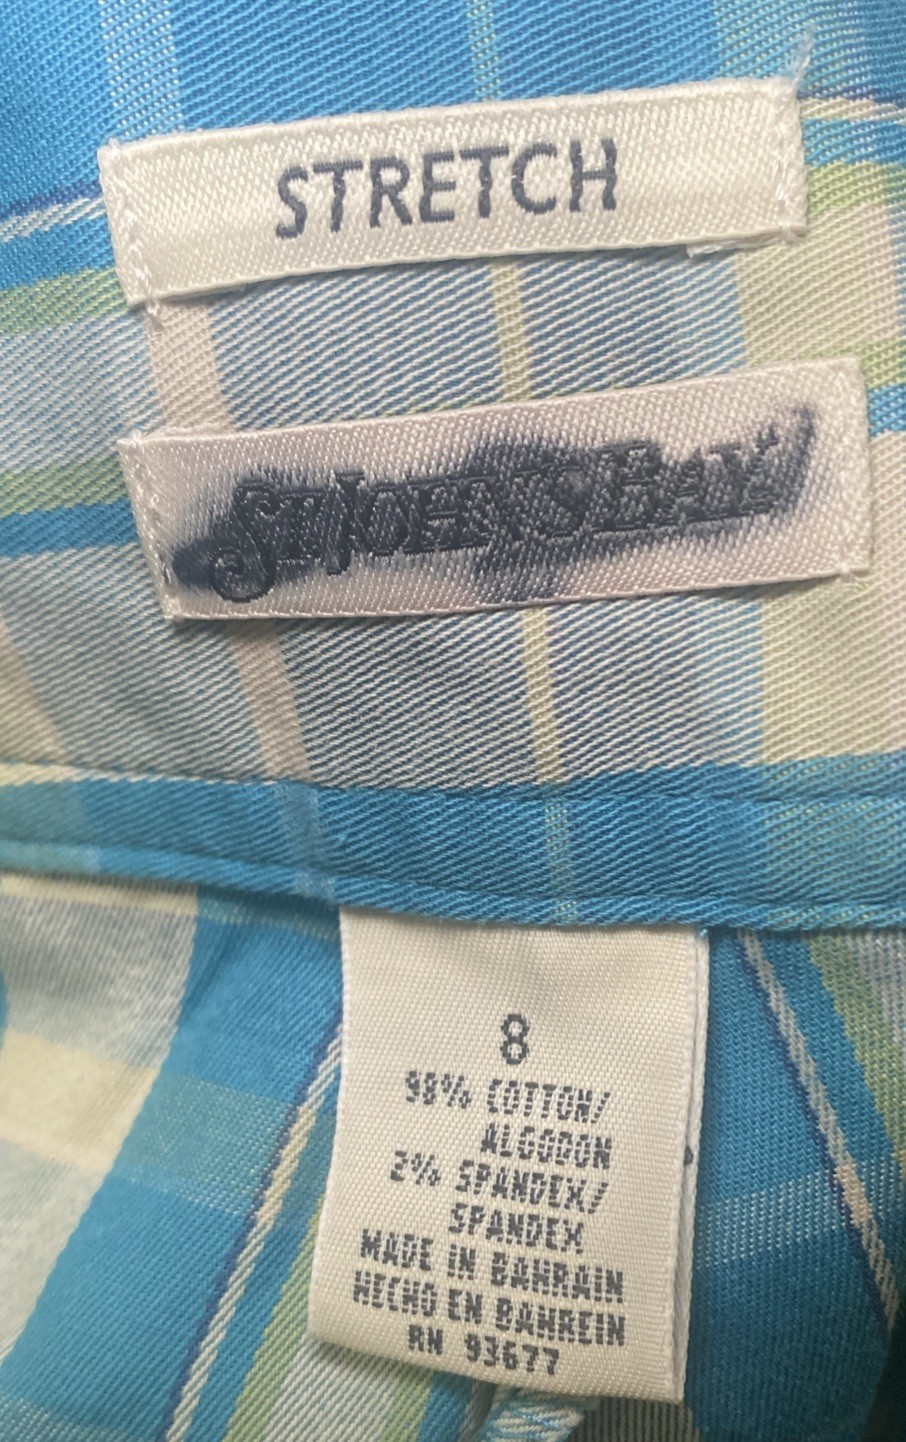 STRETCH
ST. JOHN'S BAY
8
98% COTTON/
ALGODON
2% SPANDEX/
SPANDEX
MADE IN BAHRAIN
HECHO EN BAHREIN
RN 93677